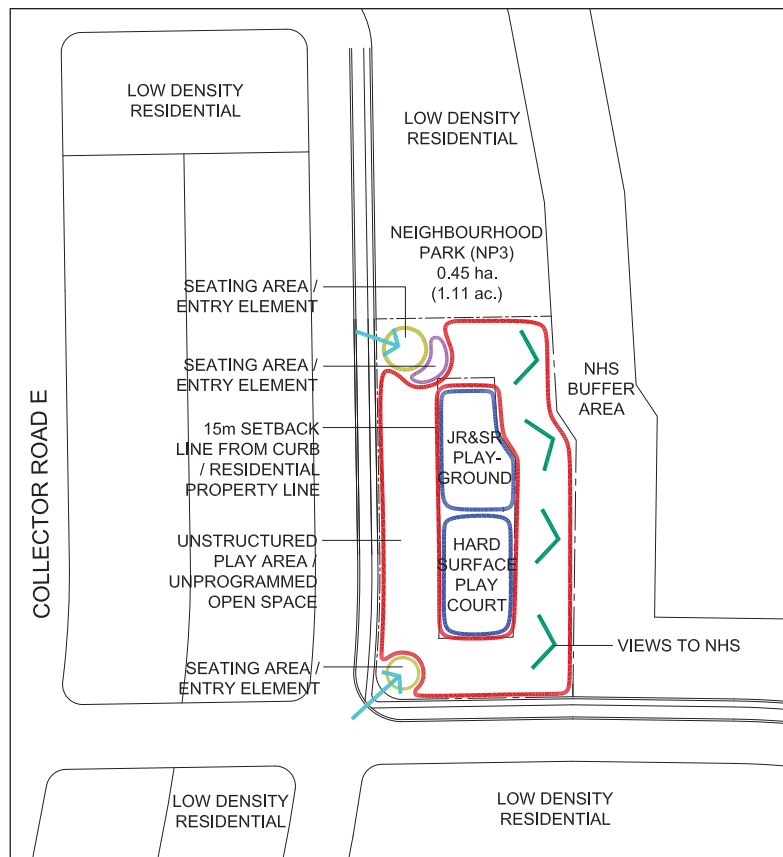 LOW DENSITY
RESIDENTIAL
LOW DENSITY
RESIDENTIAL
NEIGHBOURHOOD
PARK (NP3)
0.45 ha.
(1.11 ac.)
SEATING AREA /
ENTRY ELEMENT
SEATING AREA /
ENTRY ELEMENT
NHS
BUFFER
AREA
15m SETBACK
LINE FROM CURB
/ RESIDENTIAL
PROPERTY LINE
JR&SR
PLAY-
GROUND
COLLECTOR ROAD E
UNSTRUCTURED
PLAY AREA /
UNPROGRAMMED
OPEN SPACE
HARD
SURFACE
PLAY
COURT
VIEWS TO NHS
SEATING AREA /
ENTRY ELEMENT
LOW DENSITY
RESIDENTIAL
LOW DENSITY
RESIDENTIAL